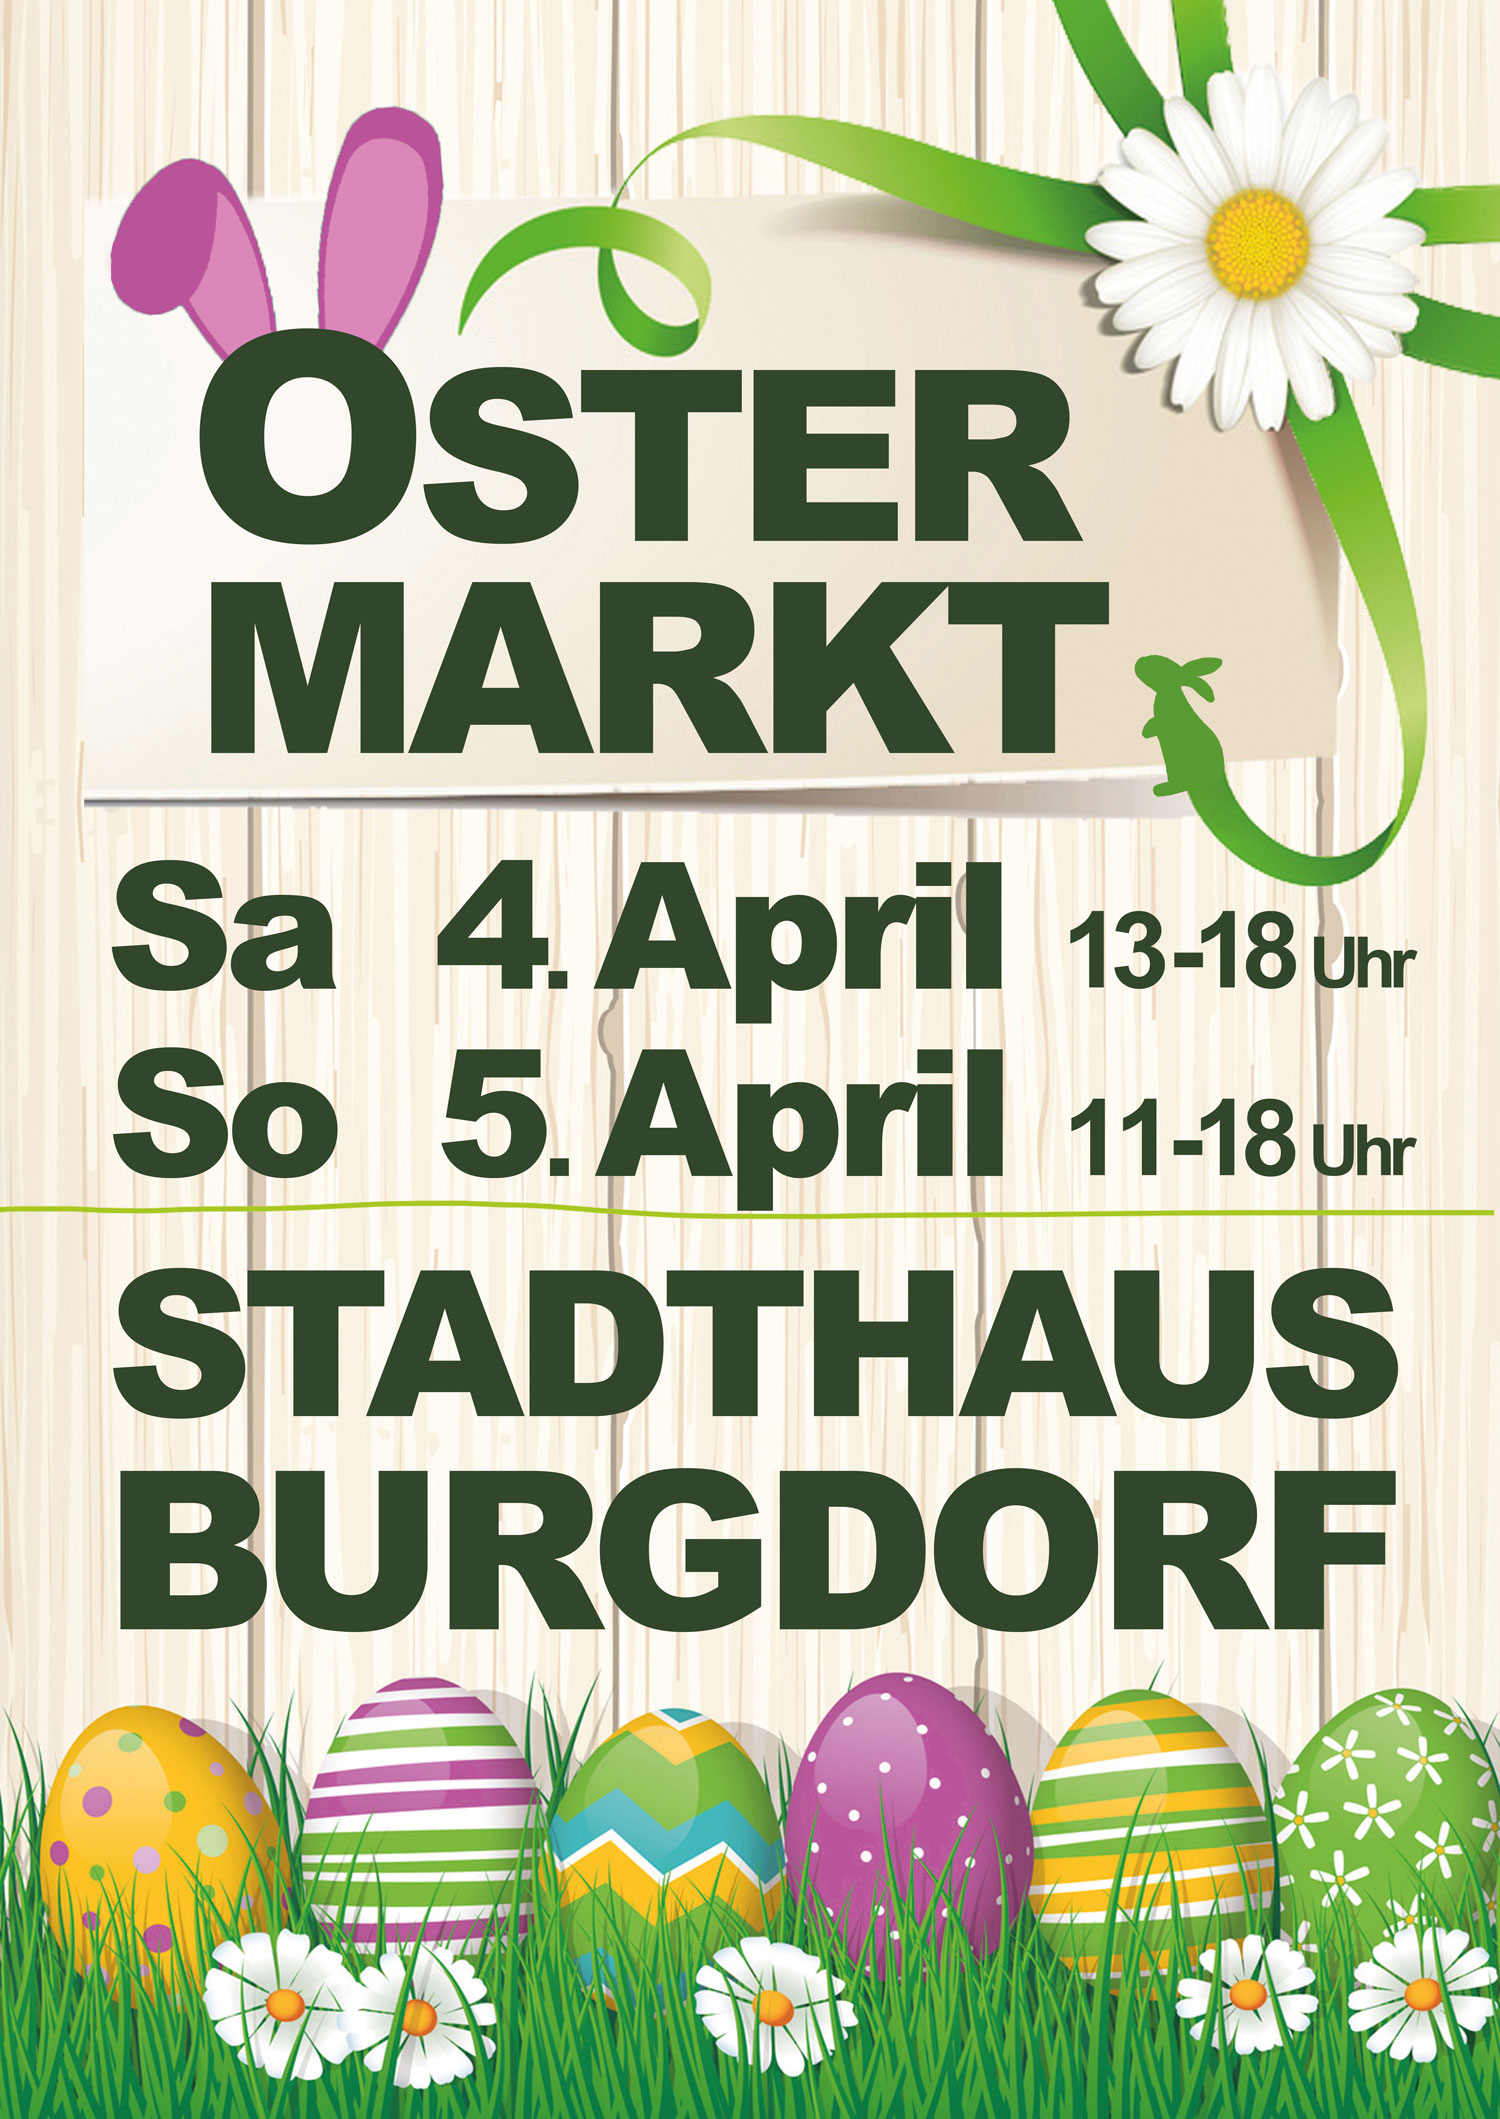 OSTER
MARKT
Sa 4. April 13-18 Uhr
So 5. April 11-18 Uhr
STADTHAUS
BURGDORF